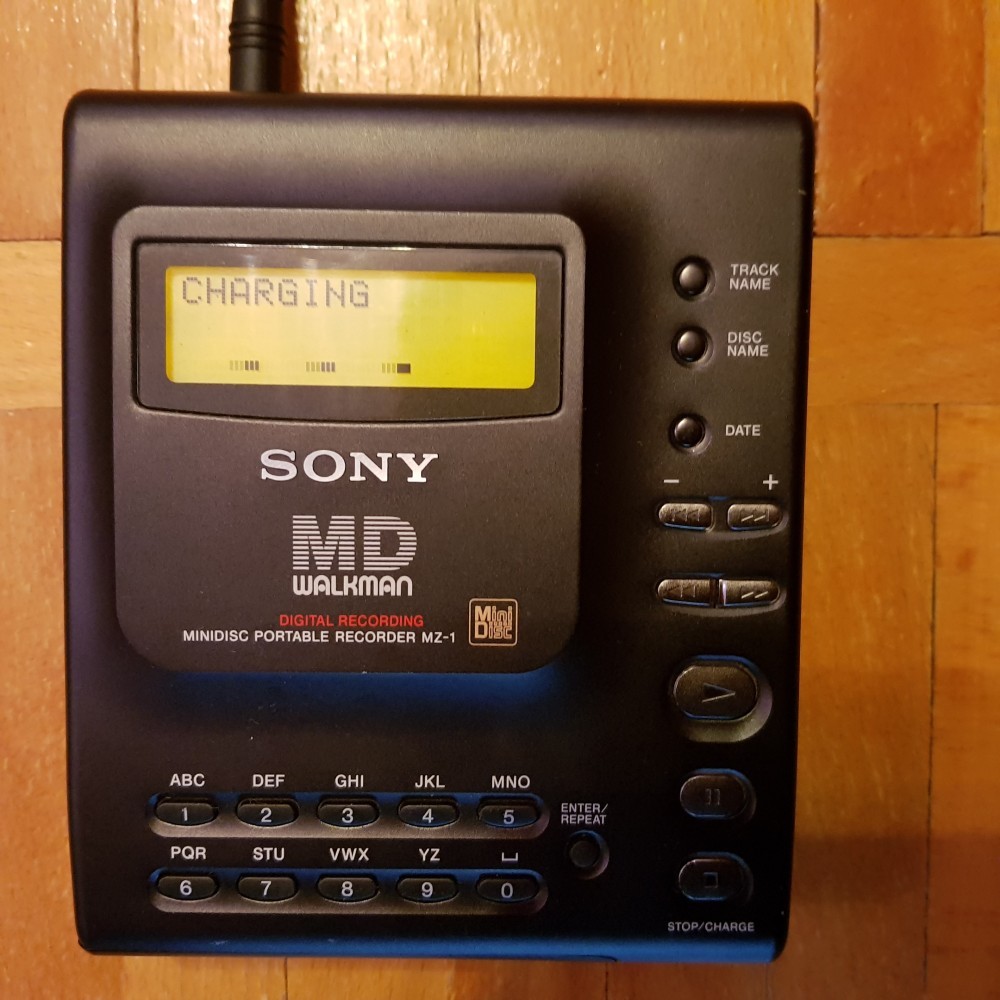 CHARGING
SONY
MD
WALKMAN
DIGITAL RECORDING
MINIDISC PORTABLE RECORDER MZ-1
Mini
Disc
TRACK
NAME
DISC
NAME
DATE
− +
ABC DEF GHI JKL MNO
1 2 3 4 5
PQR STU VWX YZ ⎵
6 7 8 9 0
ENTER/
REPEAT
STOP/CHARGE